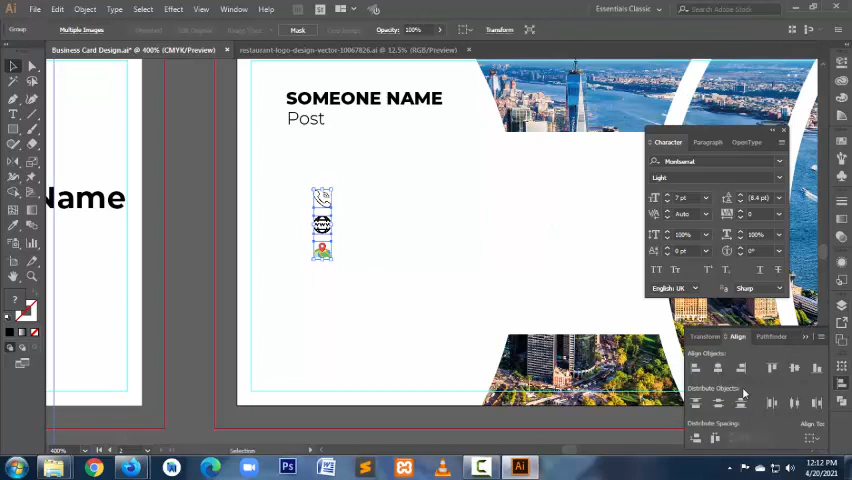 Ai File Edit Object Type Select Effect View Window Help Essentials Classic Search Adobe Stock
Group Multiple Images Mask Opacity: 100% Transform
Business Card Design.ai* @ 400% (CMYK/Preview) × restaurant-logo-design-vector-10067826.ai @ 12.5% (RGB/Preview) ×
SOMEONE NAME
Post
Name
WWW
Character Paragraph OpenType
Montserrat
Light
7 pt (8.4 pt)
Auto 0
100% 100%
0 pt 0°
English: UK Sharp
Transform Align Pathfinder
Align Objects:
Distribute Objects:
Distribute Spacing: Align To:
400% 2 Selection
12:12 PM
4/20/2021